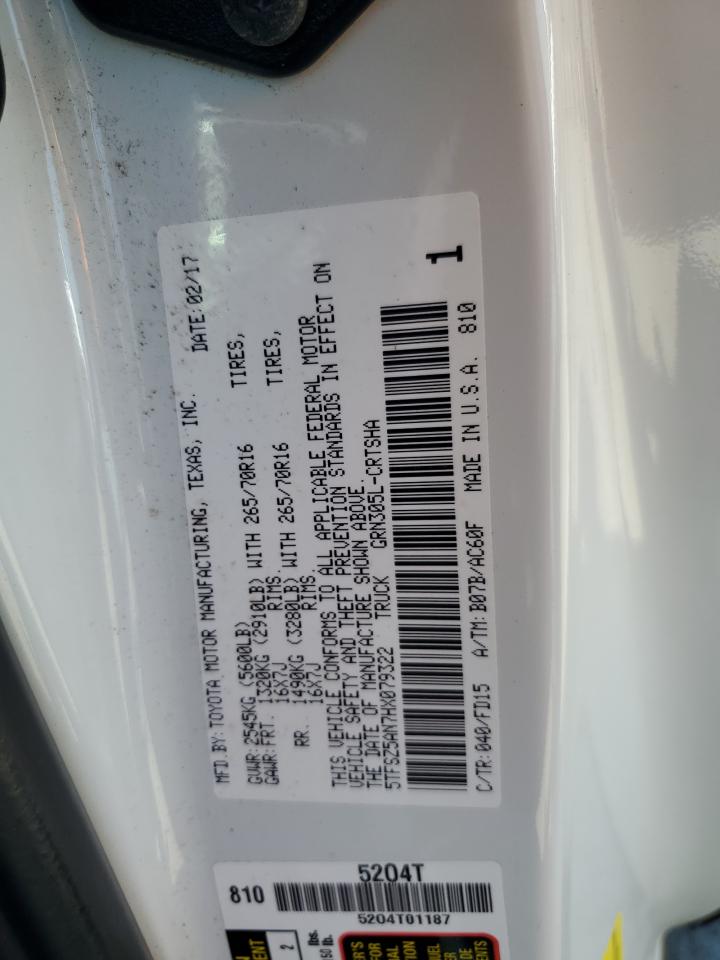 MFD.BY: TOYOTA MOTOR MANUFACTURING, TEXAS, INC. DATE: 02/17
GVWR: 2545KG (5600LB)
GAWR: FRT. 1320KG (2910LB) WITH 265/70R16 TIRES,
16X7J RIMS.
RR. 1490KG (3280LB) WITH 265/70R16 TIRES,
16X7J RIMS.
THIS VEHICLE CONFORMS TO ALL APPLICABLE FEDERAL MOTOR
VEHICLE SAFETY AND THEFT PREVENTION STANDARDS IN EFFECT ON
THE DATE OF MANUFACTURE SHOWN ABOVE.
5TFSZ5AN7HX079322 TRUCK GRN305L-CRTSHA
C/TR: 040/FD15 A/TM: B07B/AC60F MADE IN U.S.A. 810
1
5204T
810
5204T01187
2
lbs.
lb.